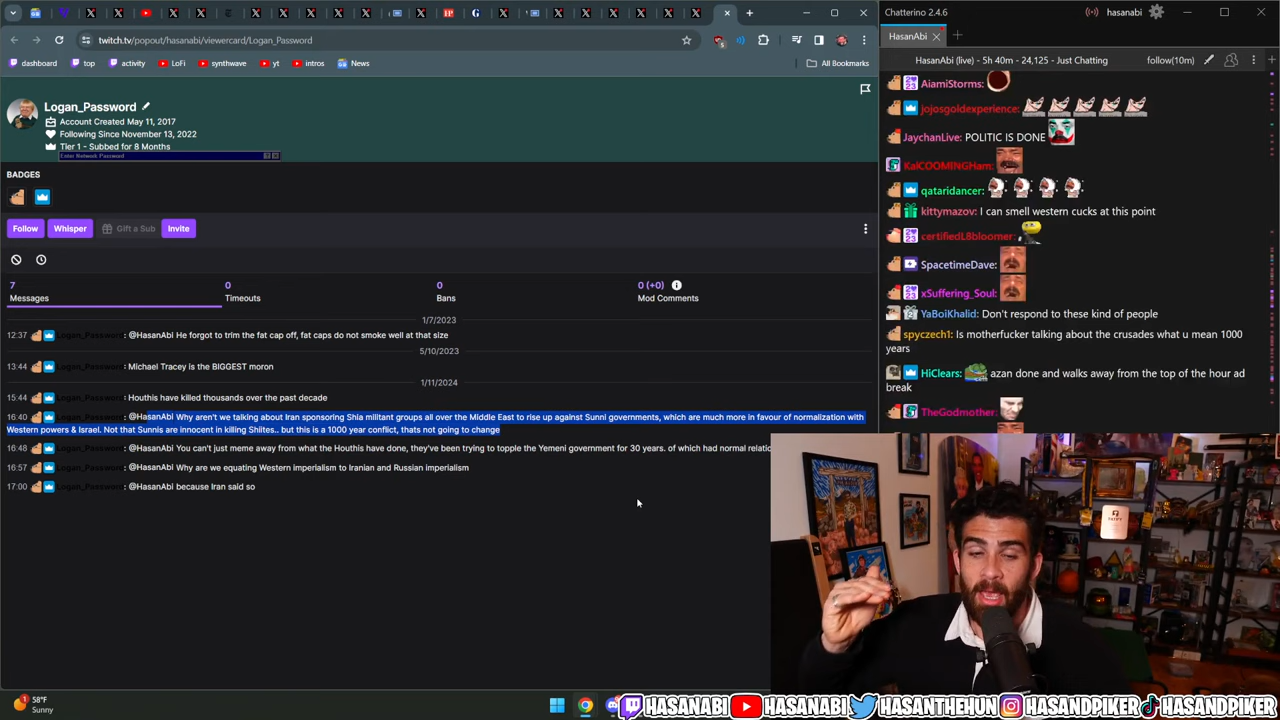 Chatterino 2.4.6
hasanabi
twitch.tv/popout/hasanabi/viewercard/Logan_Password
HasanAbi
dashboard
top
activity
LoFi
synthwave
yt
intros
News
All Bookmarks
HasanAbi (live) - 5h 40m - 24,125 - Just Chatting
follow(10m)
Logan_Password
Account Created May 11, 2017
Following Since November 13, 2022
Tier 1 - Subbed for 8 Months
Enter Network Password
BADGES
Follow
Whisper
Gift a Sub
Invite
7
Messages
0
Timeouts
0
Bans
0 (+0)
Mod Comments
1/7/2023
12:37 Logan_Password: @HasanAbi He forgot to trim the fat cap off, fat caps do not smoke well at that size
5/10/2023
13:44 Logan_Password: Michael Tracey is the BIGGEST moron
1/11/2024
15:44 Logan_Password: Houthis have killed thousands over the past decade
16:40 Logan_Password: @HasanAbi Why aren't we talking about Iran sponsoring Shia militant groups all over the Middle East to rise up against Sunni governments, which are much more in favour of normalization with
Western powers & Israel. Not that Sunnis are innocent in killing Shiites.. but this is a 1000 year conflict, thats not going to change
16:48 Logan_Password: @HasanAbi You can't just meme away from what the Houthis have done, they've been trying to topple the Yemeni government for 30 years. of which had normal
16:57 Logan_Password: @HasanAbi Why are we equating Western imperialism to Iranian and Russian imperialism
17:00 Logan_Password: @HasanAbi because Iran said so
AiamiStorms:
jojosgoldexperience:
JaychanLive: POLITIC IS DONE
KalCOOMINGHam:
qataridancer:
kittymazov: I can smell western cucks at this point
certifiedL8bloomer:
SpacetimeDave:
xSuffering_Soul:
YaBoiKhalid: Don't respond to these kind of people
spyczech1: Is motherfucker talking about the crusades what u mean 1000
years
HiClears: azan done and walks away from the top of the hour ad
break
TheGodmother:
58°F
Sunny
HASANABI
HASANABI
HASANTHEHUN
HASANDPIKER
HASANDPIKER